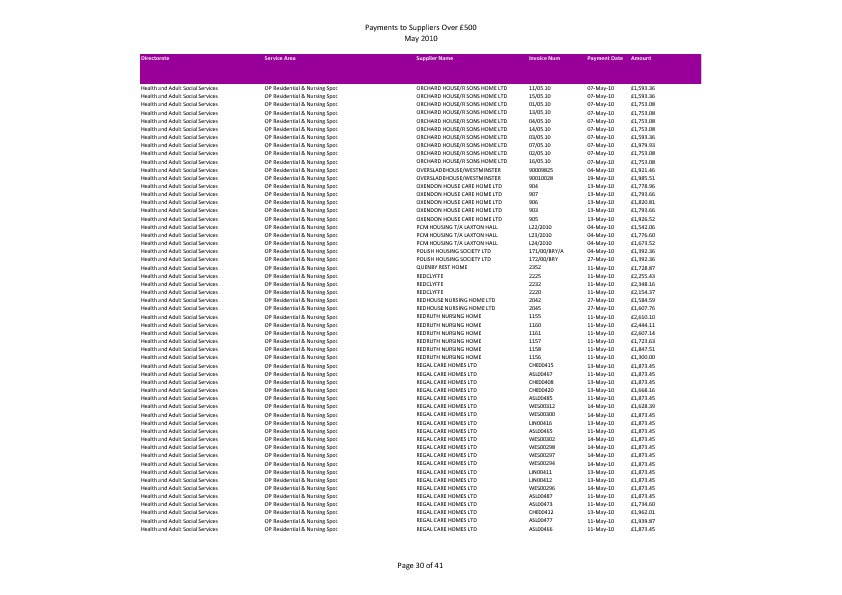 Payments to Suppliers Over £500
May 2010
Directorate Service Area Supplier Name Invoice Num Payment Date Amount
Health and Adult Social Services OP Residential & Nursing Spot ORCHARD HOUSE/R SONS HOME LTD 11/05.10 07-May-10 £1,593.36
Health and Adult Social Services OP Residential & Nursing Spot ORCHARD HOUSE/R SONS HOME LTD 15/05.10 07-May-10 £1,593.36
Health and Adult Social Services OP Residential & Nursing Spot ORCHARD HOUSE/R SONS HOME LTD 01/05.10 07-May-10 £1,753.08
Health and Adult Social Services OP Residential & Nursing Spot ORCHARD HOUSE/R SONS HOME LTD 13/05.10 07-May-10 £1,753.08
Health and Adult Social Services OP Residential & Nursing Spot ORCHARD HOUSE/R SONS HOME LTD 04/05.10 07-May-10 £1,753.08
Health and Adult Social Services OP Residential & Nursing Spot ORCHARD HOUSE/R SONS HOME LTD 14/05.10 07-May-10 £1,753.08
Health and Adult Social Services OP Residential & Nursing Spot ORCHARD HOUSE/R SONS HOME LTD 03/05.10 07-May-10 £1,593.36
Health and Adult Social Services OP Residential & Nursing Spot ORCHARD HOUSE/R SONS HOME LTD 07/05.10 07-May-10 £1,979.93
Health and Adult Social Services OP Residential & Nursing Spot ORCHARD HOUSE/R SONS HOME LTD 02/05.10 07-May-10 £1,753.08
Health and Adult Social Services OP Residential & Nursing Spot ORCHARD HOUSE/R SONS HOME LTD 16/05.10 07-May-10 £1,753.08
Health and Adult Social Services OP Residential & Nursing Spot OVERSLADEHOUSE/WESTMINSTER 90009825 04-May-10 £1,921.46
Health and Adult Social Services OP Residential & Nursing Spot OVERSLADEHOUSE/WESTMINSTER 90010028 19-May-10 £1,985.51
Health and Adult Social Services OP Residential & Nursing Spot OXENDON HOUSE CARE HOME LTD 904 13-May-10 £1,778.96
Health and Adult Social Services OP Residential & Nursing Spot OXENDON HOUSE CARE HOME LTD 907 13-May-10 £1,793.66
Health and Adult Social Services OP Residential & Nursing Spot OXENDON HOUSE CARE HOME LTD 906 13-May-10 £1,820.81
Health and Adult Social Services OP Residential & Nursing Spot OXENDON HOUSE CARE HOME LTD 903 13-May-10 £1,793.66
Health and Adult Social Services OP Residential & Nursing Spot OXENDON HOUSE CARE HOME LTD 905 13-May-10 £1,926.52
Health and Adult Social Services OP Residential & Nursing Spot PCM HOUSING T/A LAXTON HALL L22/2010 04-May-10 £1,542.06
Health and Adult Social Services OP Residential & Nursing Spot PCM HOUSING T/A LAXTON HALL L23/2010 04-May-10 £1,776.60
Health and Adult Social Services OP Residential & Nursing Spot PCM HOUSING T/A LAXTON HALL L24/2010 04-May-10 £1,673.52
Health and Adult Social Services OP Residential & Nursing Spot POLISH HOUSING SOCIETY LTD 171/00/BRY/A 04-May-10 £1,392.36
Health and Adult Social Services OP Residential & Nursing Spot POLISH HOUSING SOCIETY LTD 172/00/BRY 27-May-10 £1,392.36
Health and Adult Social Services OP Residential & Nursing Spot QUENBY REST HOME 2352 11-May-10 £1,728.87
Health and Adult Social Services OP Residential & Nursing Spot REDCLYFFE 2225 11-May-10 £2,255.43
Health and Adult Social Services OP Residential & Nursing Spot REDCLYFFE 2232 11-May-10 £2,348.16
Health and Adult Social Services OP Residential & Nursing Spot REDCLYFFE 2220 11-May-10 £2,154.37
Health and Adult Social Services OP Residential & Nursing Spot REDHOUSE NURSING HOME LTD 2042 27-May-10 £1,584.59
Health and Adult Social Services OP Residential & Nursing Spot REDHOUSE NURSING HOME LTD 2045 27-May-10 £1,607.76
Health and Adult Social Services OP Residential & Nursing Spot REDRUTH NURSING HOME 1155 11-May-10 £2,610.10
Health and Adult Social Services OP Residential & Nursing Spot REDRUTH NURSING HOME 1160 11-May-10 £2,444.11
Health and Adult Social Services OP Residential & Nursing Spot REDRUTH NURSING HOME 1161 11-May-10 £2,607.14
Health and Adult Social Services OP Residential & Nursing Spot REDRUTH NURSING HOME 1157 11-May-10 £1,723.63
Health and Adult Social Services OP Residential & Nursing Spot REDRUTH NURSING HOME 1158 11-May-10 £1,847.51
Health and Adult Social Services OP Residential & Nursing Spot REDRUTH NURSING HOME 1156 11-May-10 £1,300.00
Health and Adult Social Services OP Residential & Nursing Spot REGAL CARE HOMES LTD CHE00415 13-May-10 £1,873.45
Health and Adult Social Services OP Residential & Nursing Spot REGAL CARE HOMES LTD ASL00467 11-May-10 £1,873.45
Health and Adult Social Services OP Residential & Nursing Spot REGAL CARE HOMES LTD CHE00408 13-May-10 £1,873.45
Health and Adult Social Services OP Residential & Nursing Spot REGAL CARE HOMES LTD CHE00420 13-May-10 £1,668.16
Health and Adult Social Services OP Residential & Nursing Spot REGAL CARE HOMES LTD ASL00485 11-May-10 £1,873.45
Health and Adult Social Services OP Residential & Nursing Spot REGAL CARE HOMES LTD WES00312 14-May-10 £1,628.39
Health and Adult Social Services OP Residential & Nursing Spot REGAL CARE HOMES LTD WES00300 14-May-10 £1,873.45
Health and Adult Social Services OP Residential & Nursing Spot REGAL CARE HOMES LTD LIN00416 13-May-10 £1,873.45
Health and Adult Social Services OP Residential & Nursing Spot REGAL CARE HOMES LTD ASL00465 11-May-10 £1,873.45
Health and Adult Social Services OP Residential & Nursing Spot REGAL CARE HOMES LTD WES00302 14-May-10 £1,873.45
Health and Adult Social Services OP Residential & Nursing Spot REGAL CARE HOMES LTD WES00298 14-May-10 £1,873.45
Health and Adult Social Services OP Residential & Nursing Spot REGAL CARE HOMES LTD WES00297 14-May-10 £1,873.45
Health and Adult Social Services OP Residential & Nursing Spot REGAL CARE HOMES LTD WES00294 14-May-10 £1,873.45
Health and Adult Social Services OP Residential & Nursing Spot REGAL CARE HOMES LTD LIN00411 13-May-10 £1,873.45
Health and Adult Social Services OP Residential & Nursing Spot REGAL CARE HOMES LTD LIN00412 13-May-10 £1,873.45
Health and Adult Social Services OP Residential & Nursing Spot REGAL CARE HOMES LTD WES00296 14-May-10 £1,873.45
Health and Adult Social Services OP Residential & Nursing Spot REGAL CARE HOMES LTD ASL00487 11-May-10 £1,873.45
Health and Adult Social Services OP Residential & Nursing Spot REGAL CARE HOMES LTD ASL00473 11-May-10 £1,734.60
Health and Adult Social Services OP Residential & Nursing Spot REGAL CARE HOMES LTD CHE00412 13-May-10 £1,962.01
Health and Adult Social Services OP Residential & Nursing Spot REGAL CARE HOMES LTD ASL00477 11-May-10 £1,939.87
Health and Adult Social Services OP Residential & Nursing Spot REGAL CARE HOMES LTD ASL00466 11-May-10 £1,873.45
Page 30 of 41